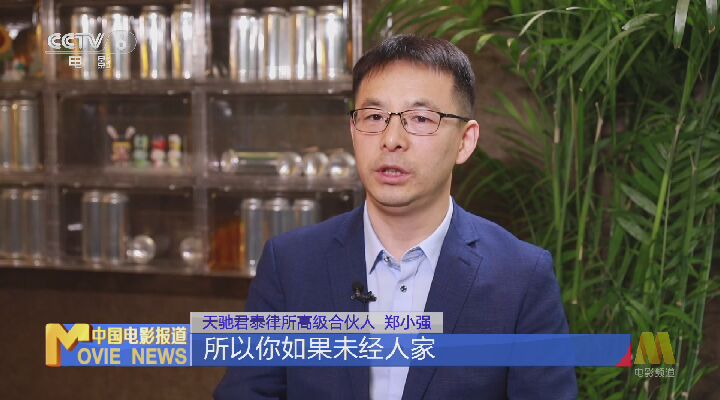 CCTV 6
电影
天驰君泰律所高级合伙人 郑小强
中国电影报道
MOVIE NEWS
所以你如果未经人家
电影频道